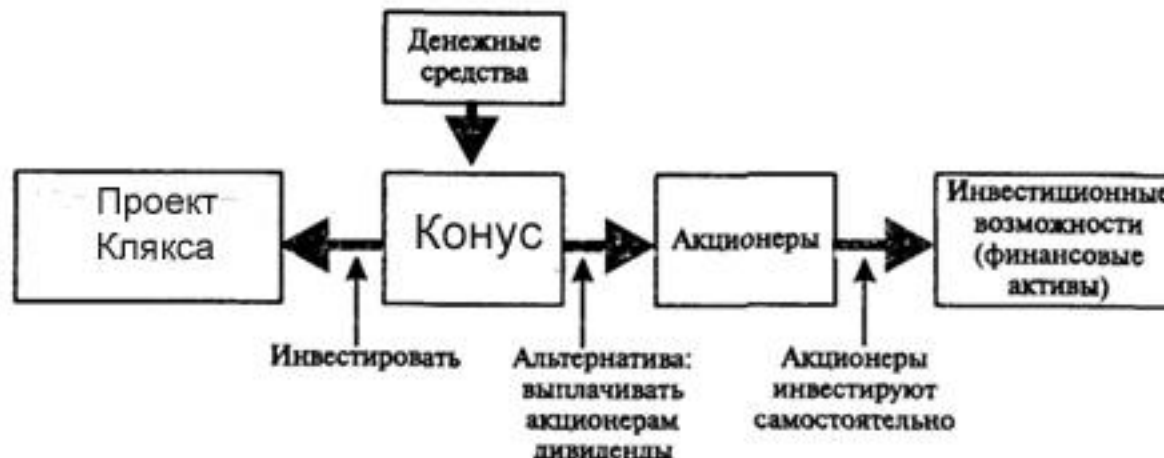 Денежные
средства
Проект
Клякса
Конус
Акционеры
Инвестиционные
возможности
(финансовые
активы)
Инвестировать
Альтернатива:
выплачивать
акционерам
дивиденды
Акционеры
инвестируют
самостоятельно